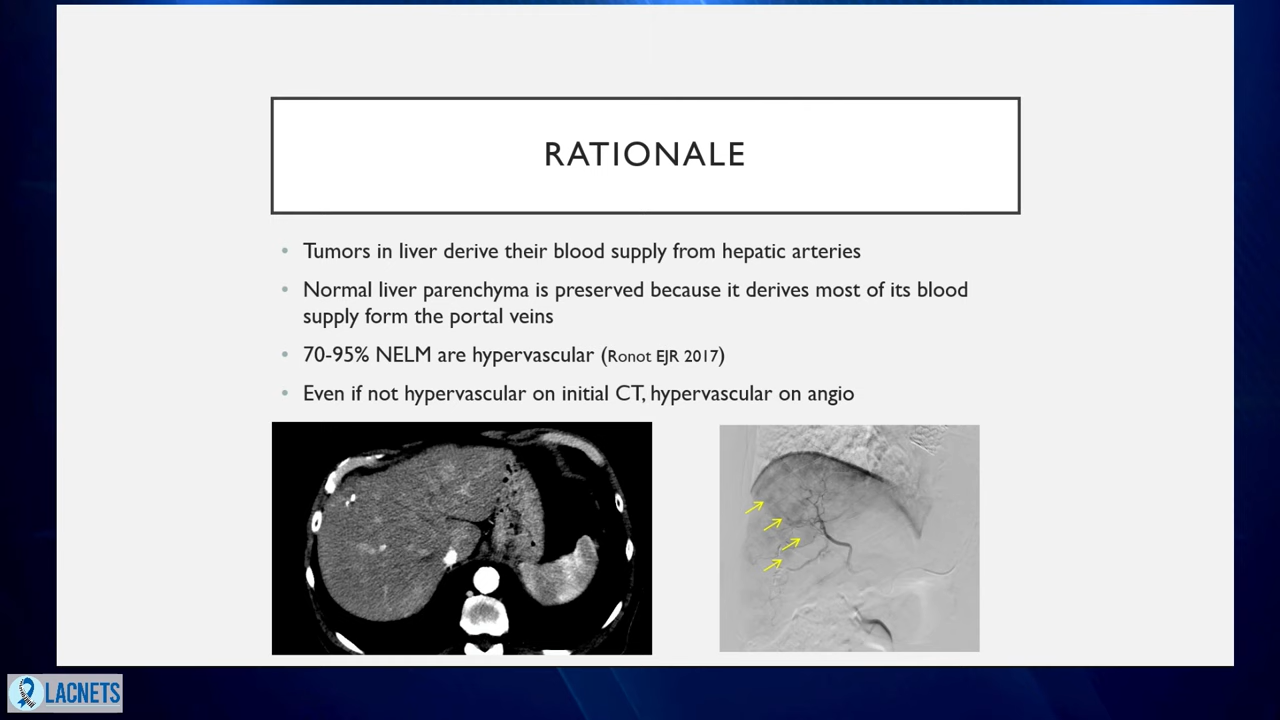 RATIONALE
• Tumors in liver derive their blood supply from hepatic arteries
• Normal liver parenchyma is preserved because it derives most of its blood
supply form the portal veins
• 70-95% NELM are hypervascular (Ronot EJR 2017)
• Even if not hypervascular on initial CT, hypervascular on angio
LACNETS